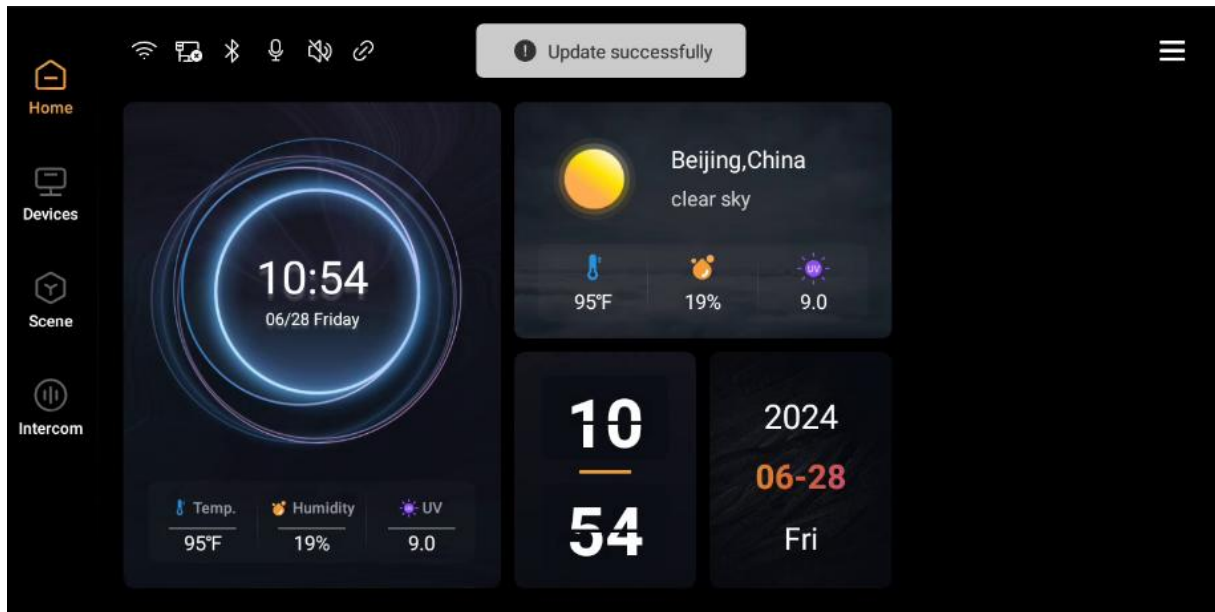 Update successfully
Home
Devices
Scene
Intercom
10:54
06/28 Friday
Temp.
Humidity
UV
95°F
19%
9.0
Beijing,China
clear sky
UV
95°F
19%
9.0
10
54
2024
06-28
Fri